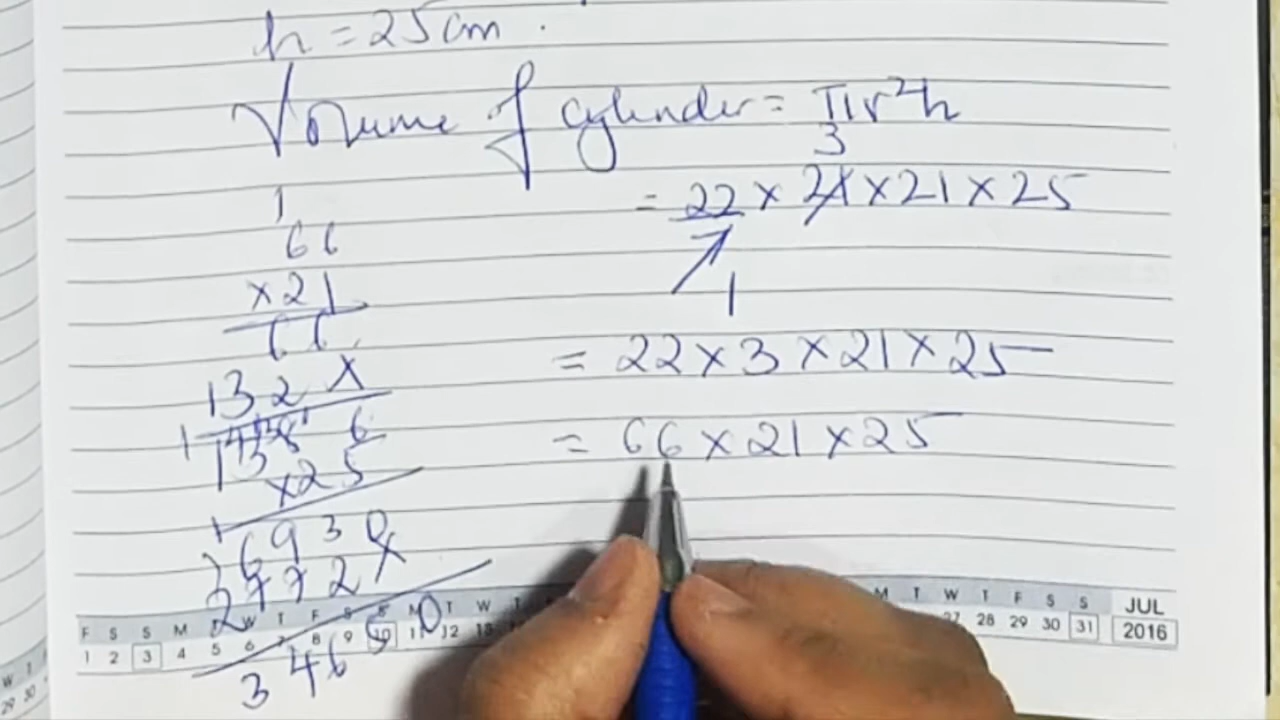 h = 25 cm.
Volume of cylinder = πr²h
3
= 22 × 21 × 21 × 25
1
= 22 × 3 × 21 × 25
= 66 × 21 × 25
1
66
×21
66
132×
1386
×25
6930
2772×
34650
F S S M T W T F S S M T W T M T W T F S S JUL
1 2 3 4 5 6 7 8 9 10 11 12 13 27 28 29 30 31 2016
W T
29 30